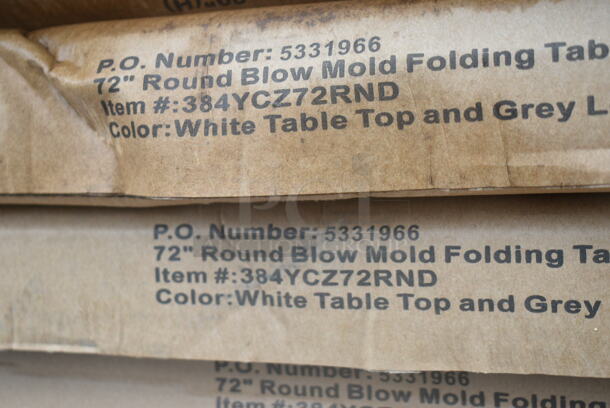 P.O. Number: 5331966
72" Round Blow Mold Folding Tab
Item #:384YCZ72RND
Color:White Table Top and Grey L
P.O. Number: 5331966
72" Round Blow Mold Folding Ta
Item #:384YCZ72RND
Color:White Table Top and Grey
P.O. Number: 5331966
72" Round Blow Mold Folding
Item #:384YCZ72RND